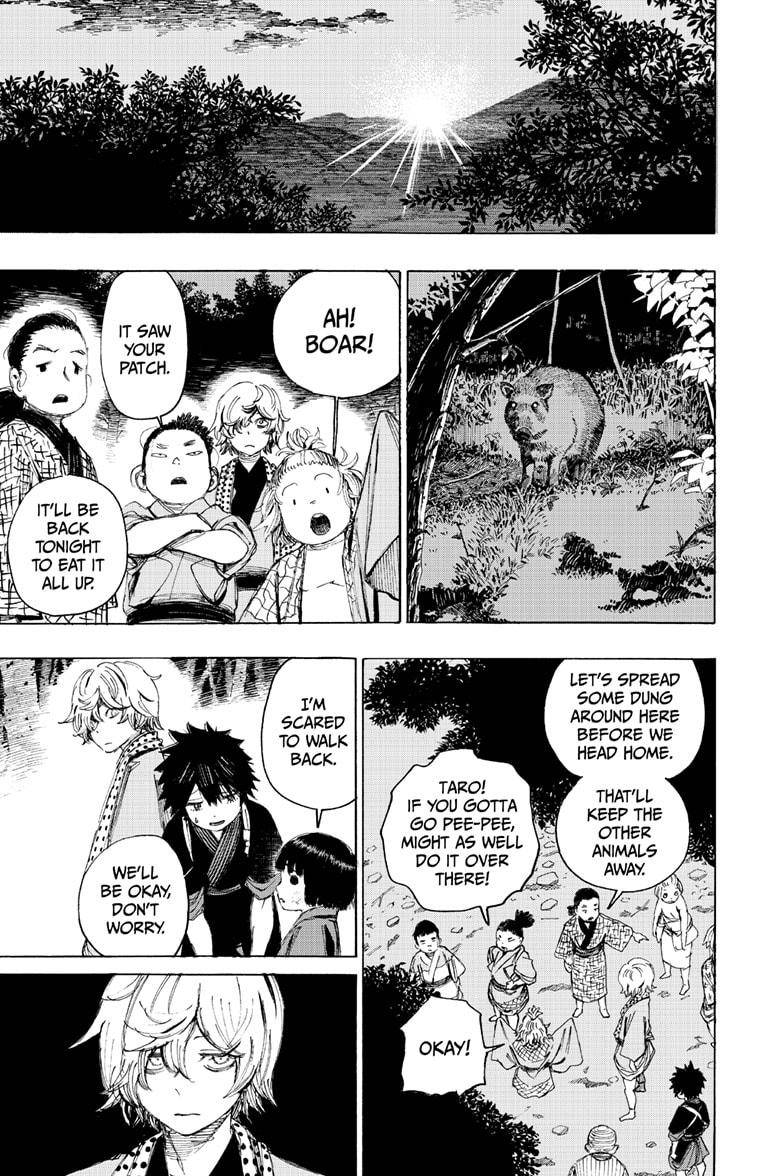 AH!
BOAR!
IT SAW
YOUR
PATCH.
IT'LL BE
BACK
TONIGHT
TO EAT IT
ALL UP.
LET'S SPREAD
SOME DUNG
AROUND HERE
BEFORE WE
HEAD HOME.
THAT'LL
KEEP THE
OTHER
ANIMALS
AWAY.
TARO!
IF YOU GOTTA
GO PEE-PEE,
MIGHT AS WELL
DO IT OVER
THERE!
OKAY!
I'M
SCARED
TO WALK
BACK.
WE'LL
BE OKAY,
DON'T
WORRY.